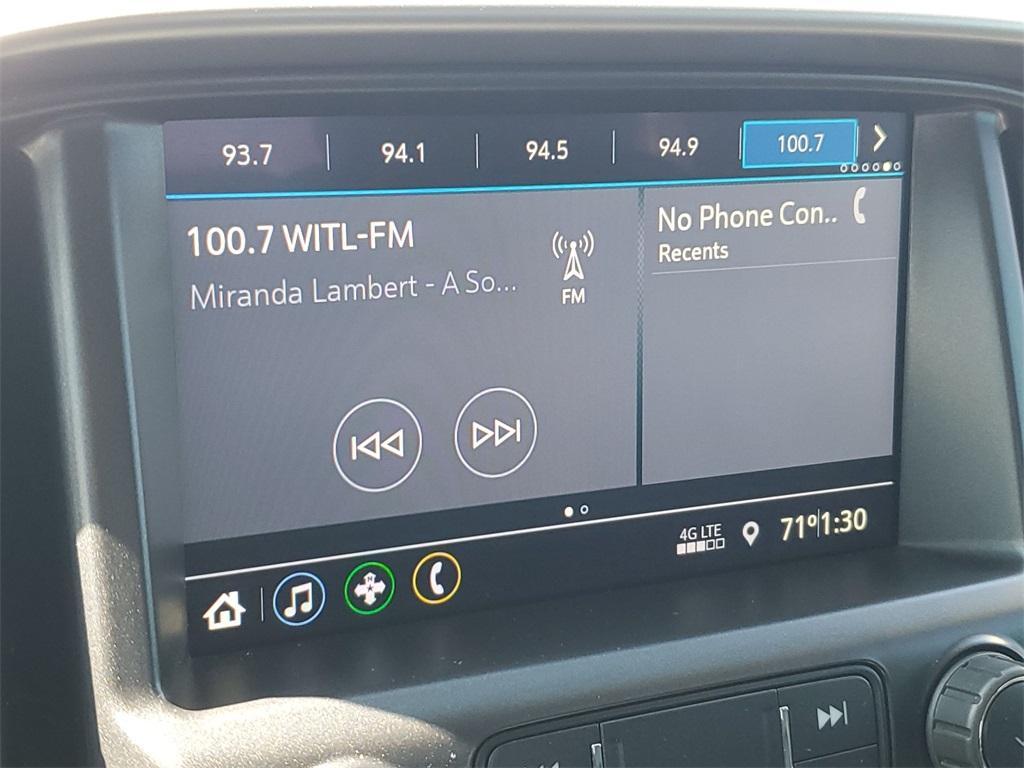 93.7 94.1 94.5 94.9 100.7
100.7 WITL-FM
Miranda Lambert - A So...
FM
No Phone Con..
Recents
4G LTE
71º 1:30